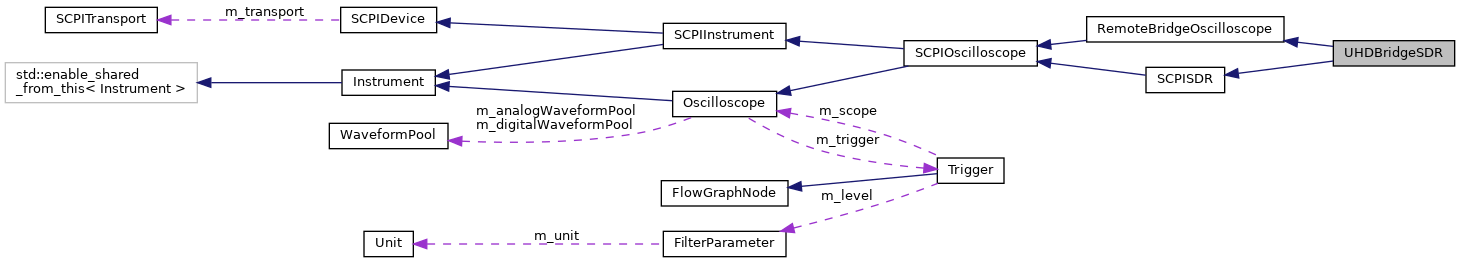 SCPITransport
m_transport
SCPIDevice
SCPIInstrument
RemoteBridgeOscilloscope
SCPIOscilloscope
UHDBridgeSDR
std::enable_shared
_from_this< Instrument >
Instrument
SCPISDR
Oscilloscope
m_analogWaveformPool
m_digitalWaveformPool
m_scope
WaveformPool
m_trigger
Trigger
FlowGraphNode
m_level
Unit
m_unit
FilterParameter